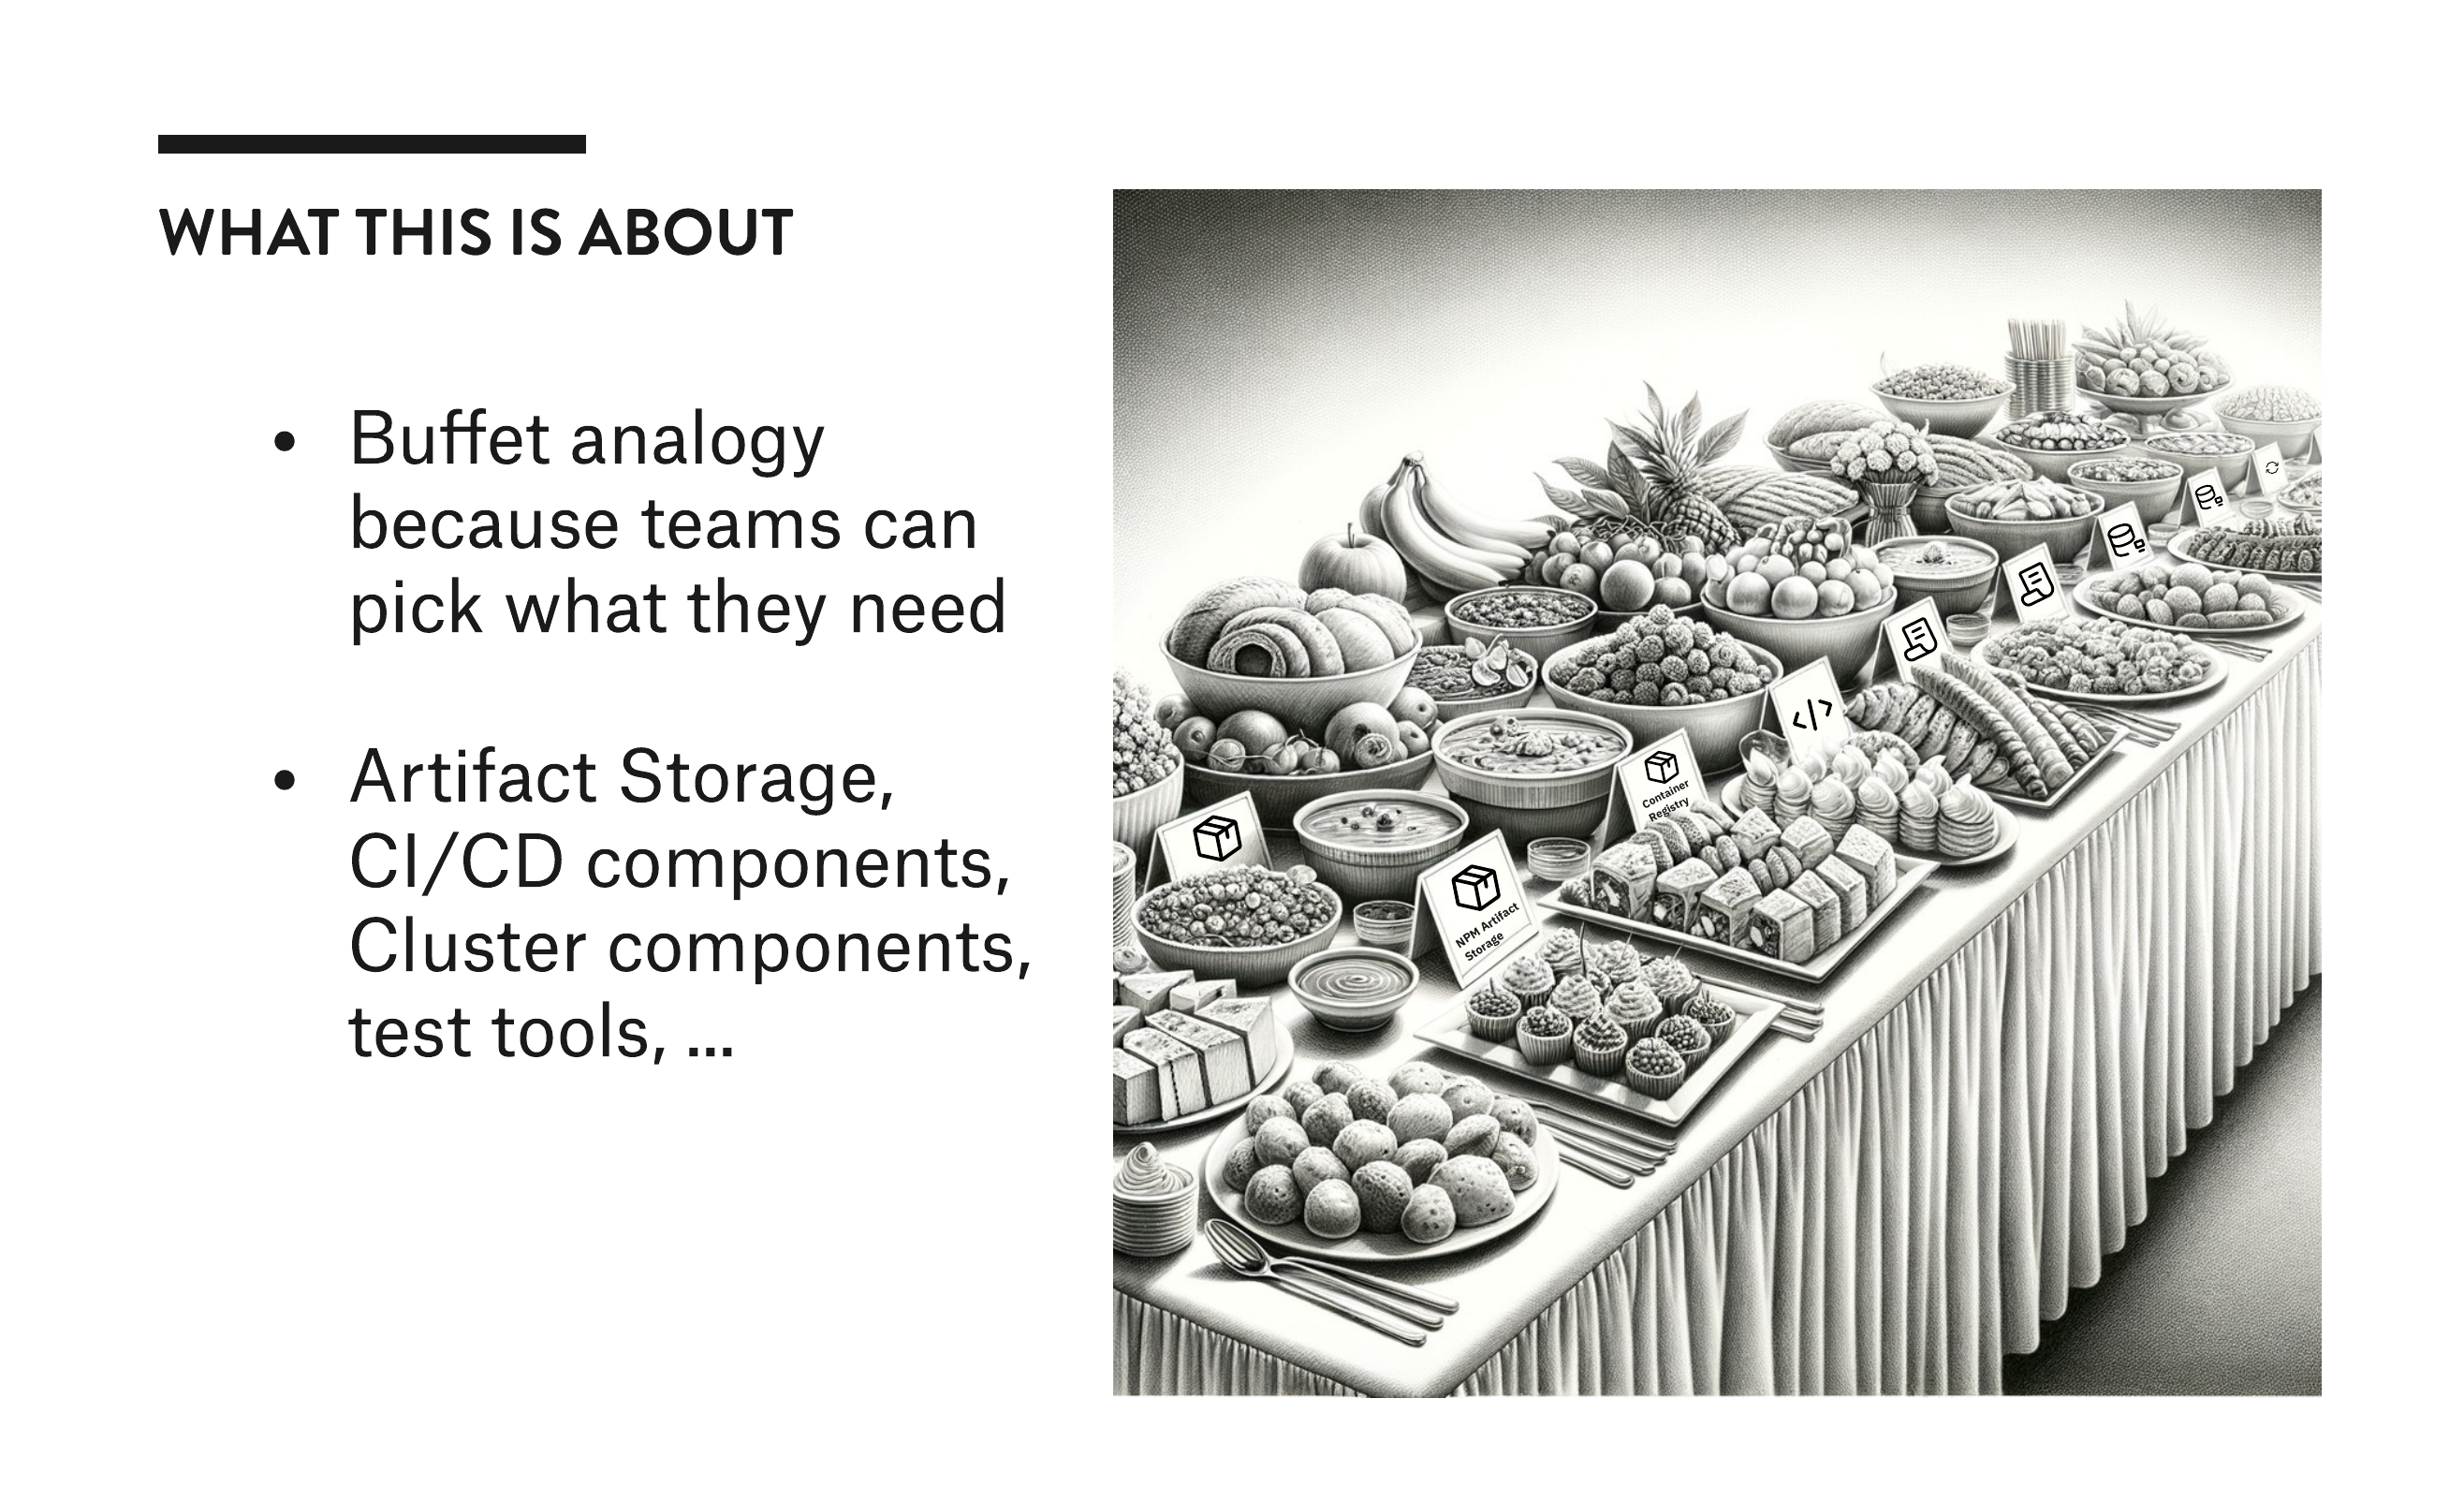 WHAT THIS IS ABOUT
• Buffet analogy
because teams can
pick what they need
• Artifact Storage,
CI/CD components,
Cluster components,
test tools, ...
Container
Registry
</>
NPM Artifact
Storage